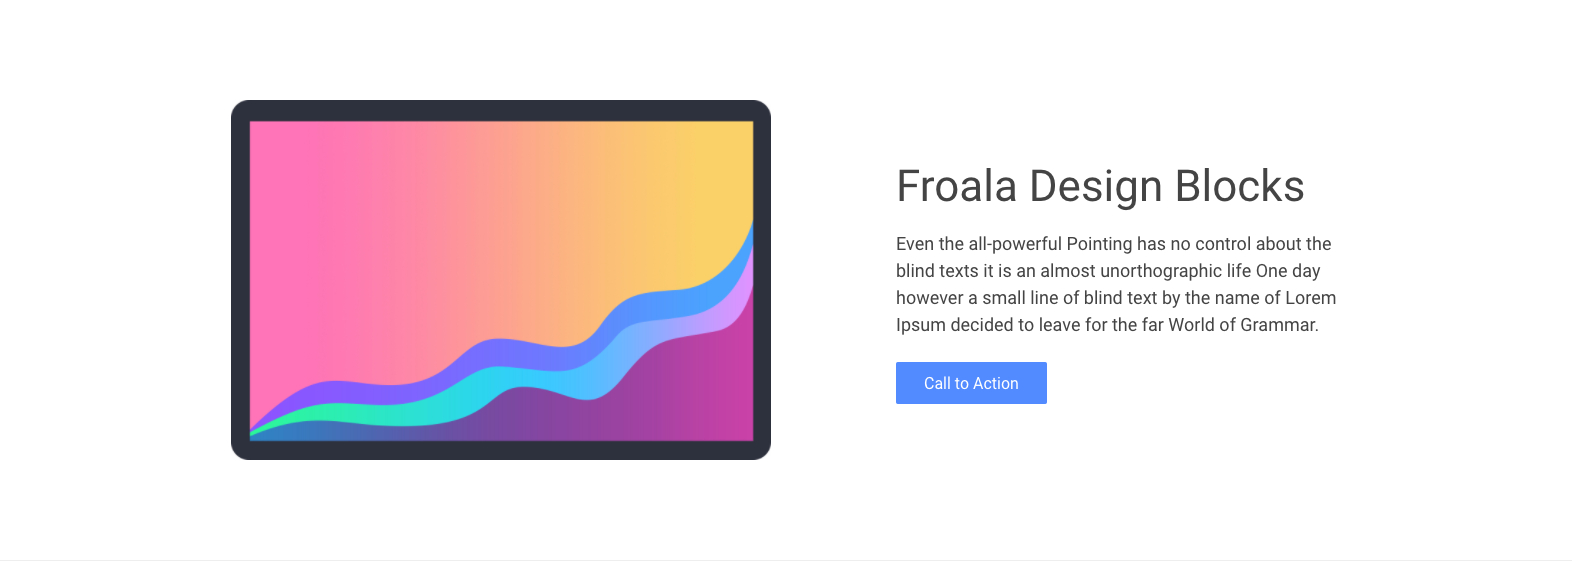 Froala Design Blocks
Even the all-powerful Pointing has no control about the
blind texts it is an almost unorthographic life One day
however a small line of blind text by the name of Lorem
Ipsum decided to leave for the far World of Grammar.
Call to Action